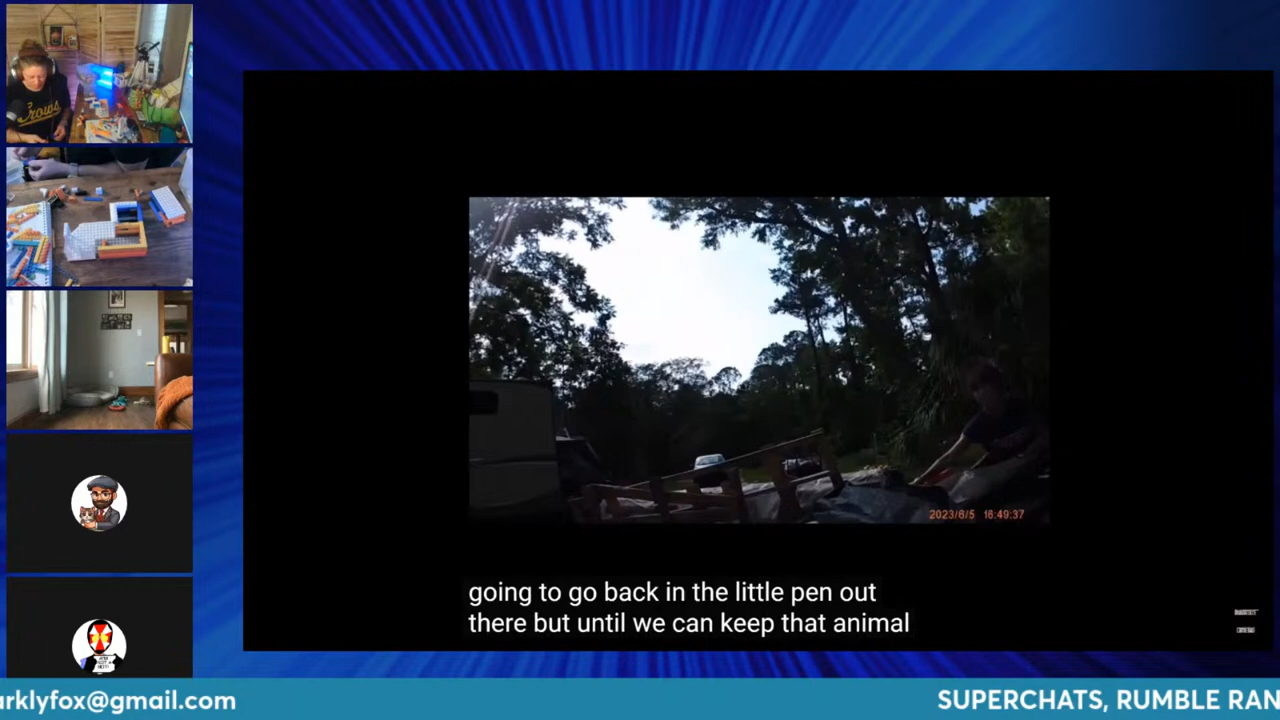 Crows
2023/6/5 16:49:37
going to go back in the little pen out
there but until we can keep that animal
arklyfox@gmail.com
SUPERCHATS, RUMBLE RAN